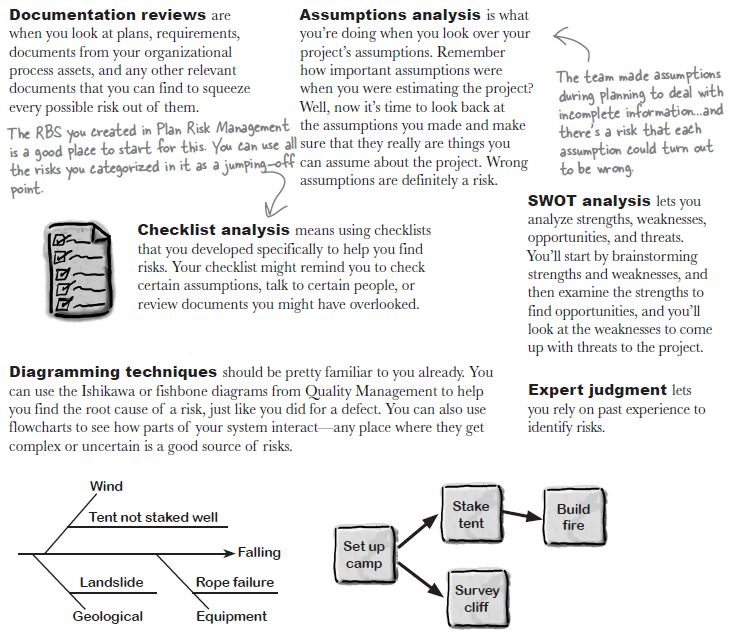 Documentation reviews are
when you look at plans, requirements,
documents from your organizational
process assets, and any other relevant
documents that you can find to squeeze
every possible risk out of them.
The RBS you created in Plan Risk Management
is a good place to start for this. You can use all
the risks you categorized in it as a jumping-off
point.
Assumptions analysis is what
you're doing when you look over your
project's assumptions. Remember
how important assumptions were
when you were estimating the project?
Well, now it's time to look back at
the assumptions you made and make
sure that they really are things you
can assume about the project. Wrong
assumptions are definitely a risk.
The team made assumptions
during planning to deal with
incomplete information...and
there's a risk that each
assumption could turn out
to be wrong.
Checklist analysis means using checklists
that you developed specifically to help you find
risks. Your checklist might remind you to check
certain assumptions, talk to certain people, or
review documents you might have overlooked.
SWOT analysis lets you
analyze strengths, weaknesses,
opportunities, and threats.
You'll start by brainstorming
strengths and weaknesses, and
then examine the strengths to
find opportunities, and you'll
look at the weaknesses to come
up with threats to the project.
Diagramming techniques should be pretty familiar to you already. You
can use the Ishikawa or fishbone diagrams from Quality Management to help
you find the root cause of a risk, just like you did for a defect. You can also use
flowcharts to see how parts of your system interact—any place where they get
complex or uncertain is a good source of risks.
Expert judgment lets
you rely on past experience to
identify risks.
Wind
Tent not staked well
Falling
Landslide
Rope failure
Geological
Equipment
Set up
camp
Stake
tent
Build
fire
Survey
cliff